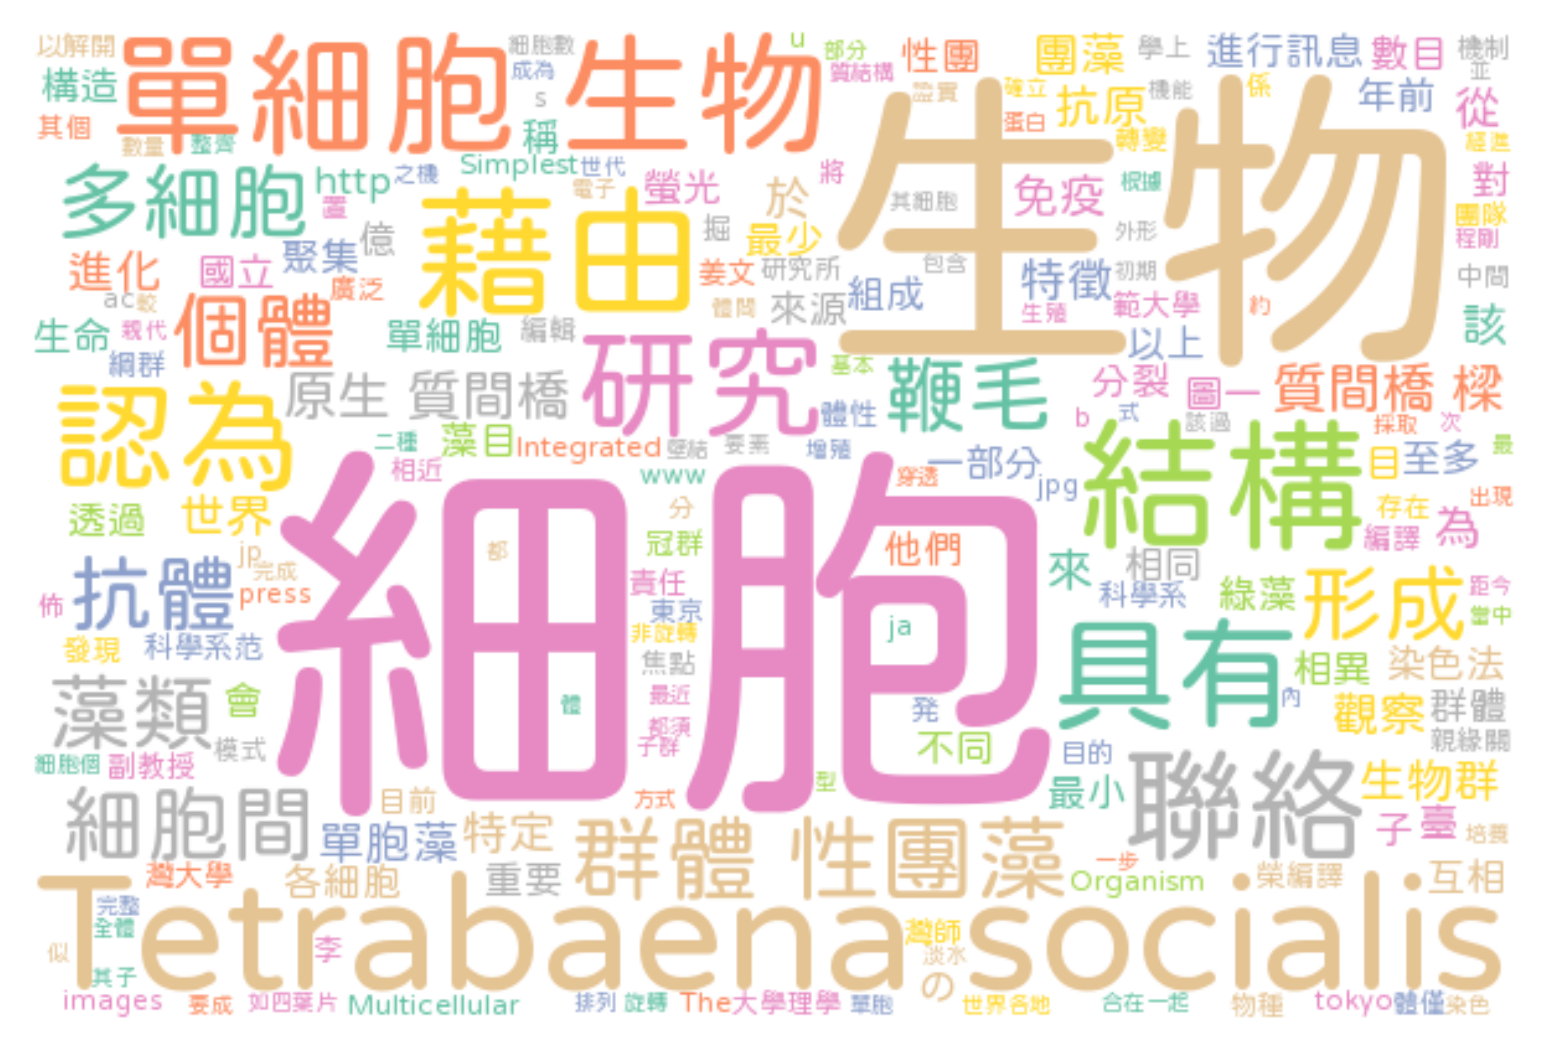 以解開 單細胞生物 細胞數 u 部分 性團 團藻 學上 進行訊息 數目 機制
構造 成為 質結構 並
其個 s 證實 確立 抗原 機能 係 年前 從
數量 整齊 稱 蛋白 轉變 生物 極進
多細胞 http 之機 Simplest 世代 螢光 將 免疫 根據 對
置 藉由 電子 於 其細胞 團隊
億 掘 最少 外形 程剛
進化 國立 聚集 姜文 研究所 包含 特徵 初期 中間
ac 較 廣泛 體問 來源 組成 生殖 範大學 約
生命 親代 個體 單細胞 編輯 研究 以上 該
綱群 基本
認為 原生 質間橋 體性 鞭毛 分裂 圖一 質間橋 樑
b 式 該過 採取 次
二種 藻目 Integrated 壁結 要素 增殖 一部分 結構 最
相近 www 穿透 jpg 目 至多
透過 世界 細胞 分 存在 出現
冠群 他們 編譯 為
jp 完成 都 來 相同
抗體 press 責任 科學系 綠藻 形成 距今
佈 東京 ja 當中
發現 科學系范 非旋轉 具有 相異 染色法
焦點
藻類 會 體 最近 発 內 觀察 群體
模式 都須 不同 親緣關
細胞個 副教授 子群 目的
型 聯絡 生物群
細胞間 目前 方式 最小
單胞藻 特定 群體 性團藻 子 臺 培養
灣大學 各細胞 重要 一步 Organism 榮編譯 互相
完整 Tetrabaena socialis
全體 李 灣師
似 其子 淡水 の
images 要成 如四葉片 Multicellular 排列 旋轉 The 大學理學 單胞 世界各地 合在一起 物種 tokyo 體僅 染色